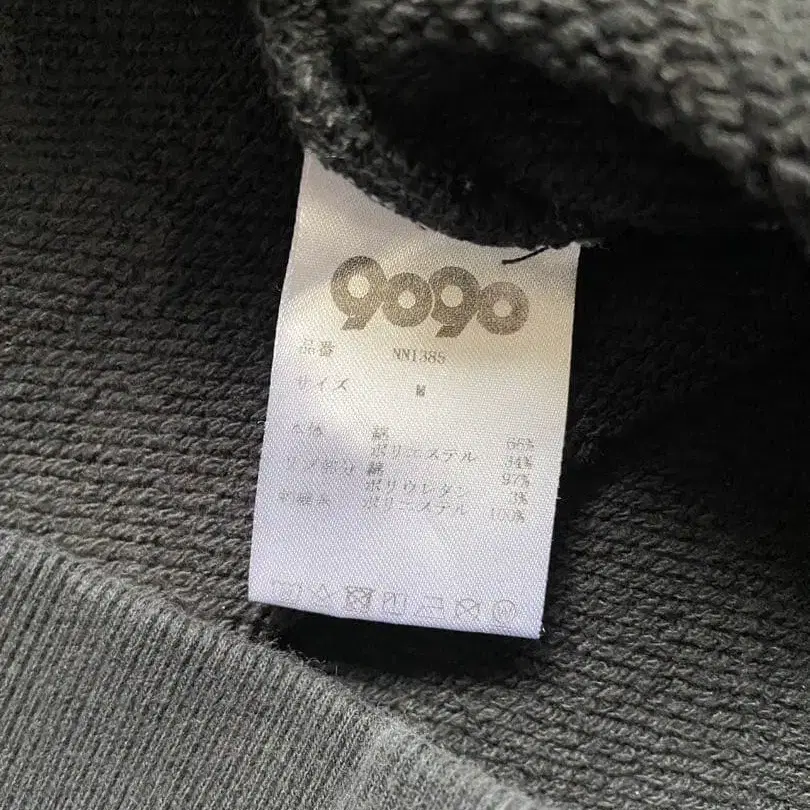 9090
品番 NN1385
サイズ M
本体 綿 66%
ポリエステル 34%
リブ部分 綿 97%
ポリウレタン 3%
刺繍糸 ポリエステル 100%